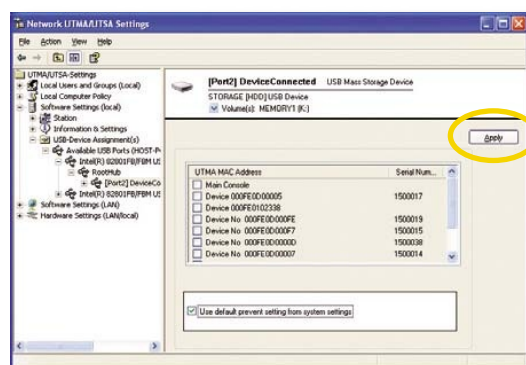 Network UTMA/UTSA Settings
File Action View Help
UTMA/UTSA-Settings
Local Users and Groups (Local)
Local Computer Policy
Software Settings (local)
Station
Information & Settings
USB-Device Assignment(s)
Available USB Ports (HOST-P
Intel(R) 82801FB/FBM US
RootHub
[Port2] DeviceCo
Intel(R) 82801FB/FBM US
Software Settings (LAN)
Hardware Settings (LAN/local)
[Port2] DeviceConnected USB Mass Storage Device
STORAGE [HDD] USB Device
Volume(s): MEMORY1 (K:)
Apply
UTMA MAC Address Serial Num...
Main Console
Device 000FE0D00005 1500017
Device 000FE0102338
Device No 000FE0D000FE 1500019
Device No 000FE0D000F7 1500015
Device No 000FE0D0000D 1500038
Device No 000FE0D00007 1500014
Use default prevent setting from system settings